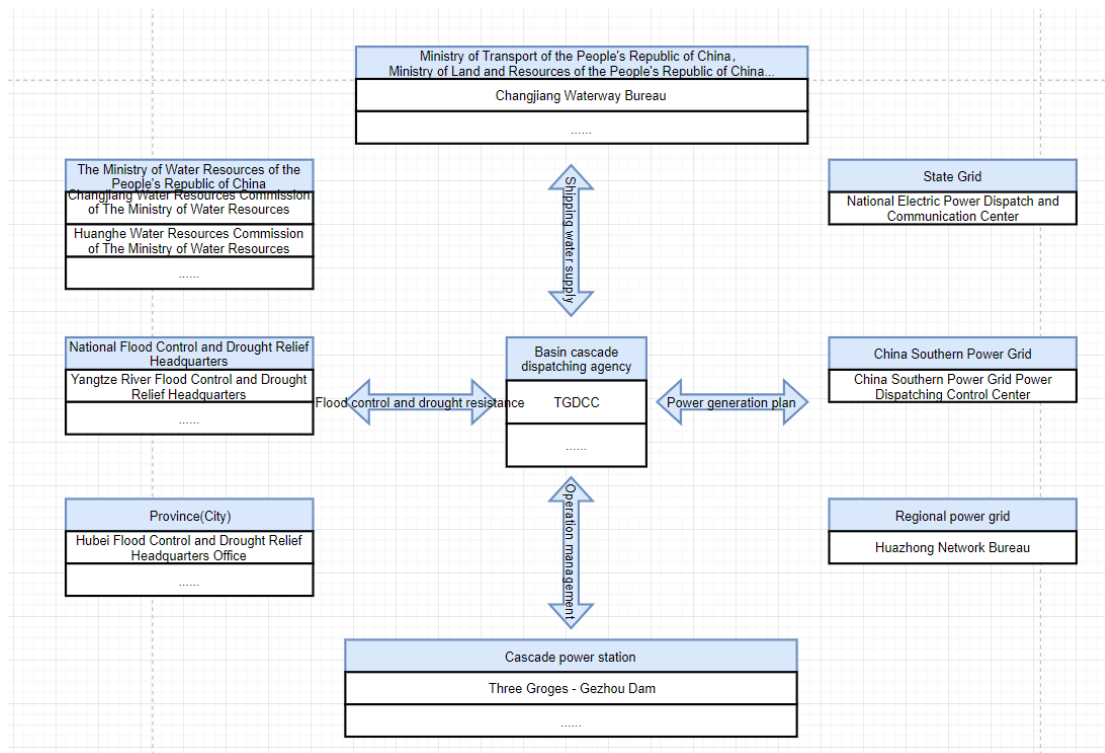 Ministry of Transport of the People's Republic of China,
Ministry of Land and Resources of the People's Republic of China...
Changjiang Waterway Bureau
......
The Ministry of Water Resources of the
People's Republic of China
Changjiang Water Resources Commission
of The Ministry of Water Resources
Huanghe Water Resources Commission
of The Ministry of Water Resources
......
Shipping water supply
State Grid
National Electric Power Dispatch and
Communication Center
National Flood Control and Drought Relief
Headquarters
Yangtze River Flood Control and Drought
Relief Headquarters
......
Flood control and drought resistance
Basin cascade
dispatching agency
TGDCC
......
Power generation plan
China Southern Power Grid
China Southern Power Grid Power
Dispatching Control Center
Province(City)
Hubei Flood Control and Drought Relief
Headquarters Office
......
Operation management
Regional power grid
Huazhong Network Bureau
Cascade power station
Three Groges - Gezhou Dam
......